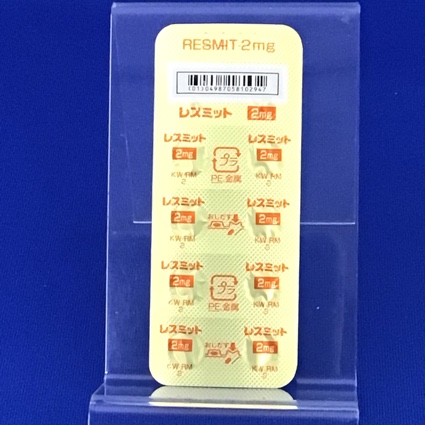 RESMIT 2mg
(01)04987058102947
レスミット 2mg
レスミット レスミット
2mg プラ 2mg
KW RM PE,金属 KW RM
2 2
レスミット レスミット
2mg おしだす 2mg
KW RM KW RM
2 2
レスミット レスミット
2mg プラ 2mg
KW RM PE,金属 KW RM
2 2
レスミット レスミット
2mg おしだす 2mg
KW RM KW RM
2 2